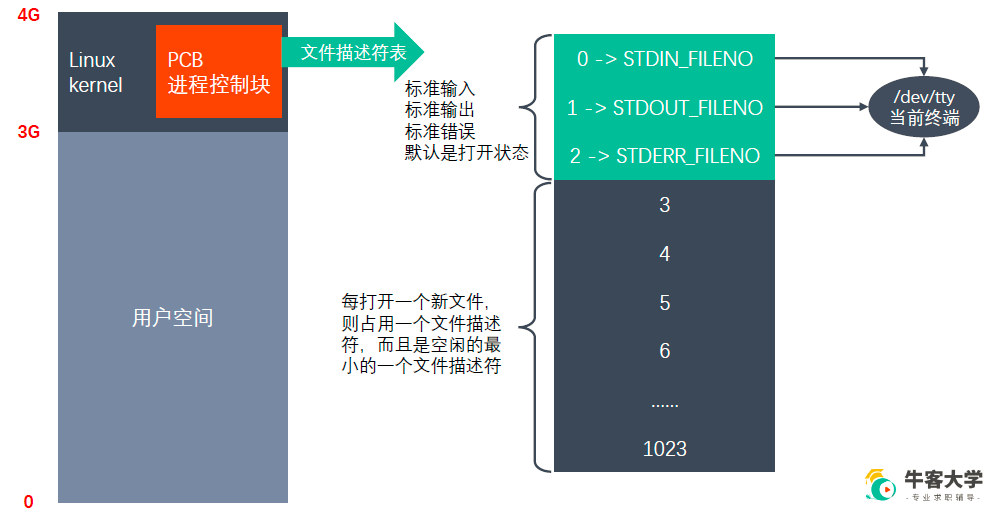 4G
Linux
kernel
PCB
进程控制块
3G
用户空间
0
文件描述符表
标准输入
标准输出
标准错误
默认是打开状态
每打开一个新文件，
则占用一个文件描述
符，而且是空闲的最
小的一个文件描述符
0 -> STDIN_FILENO
1 -> STDOUT_FILENO
2 -> STDERR_FILENO
3
4
5
6
......
1023
/dev/tty
当前终端
牛客大学
- 专业求职辅导 -